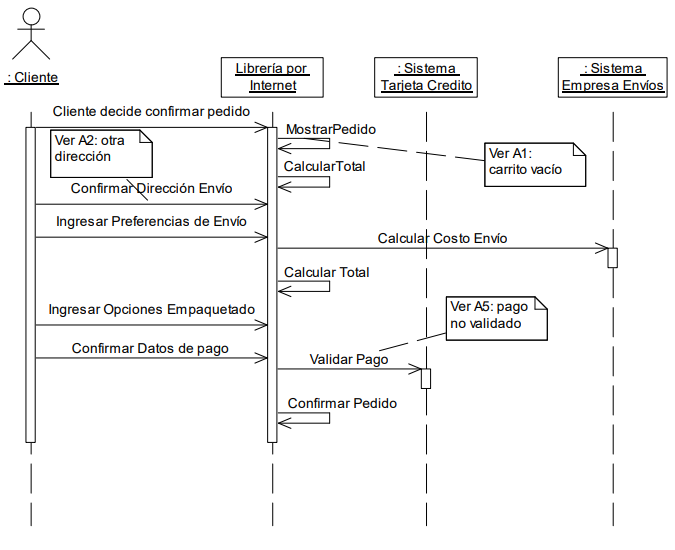 : Cliente
Librería por
Internet
: Sistema
Tarjeta Credito
: Sistema
Empresa Envíos
Cliente decide confirmar pedido
MostrarPedido
Ver A2: otra
dirección
Ver A1:
carrito vacío
CalcularTotal
Confirmar Dirección Envío
Ingresar Preferencias de Envío
Calcular Costo Envío
Calcular Total
Ingresar Opciones Empaquetado
Ver A5: pago
no validado
Confirmar Datos de pago
Validar Pago
Confirmar Pedido